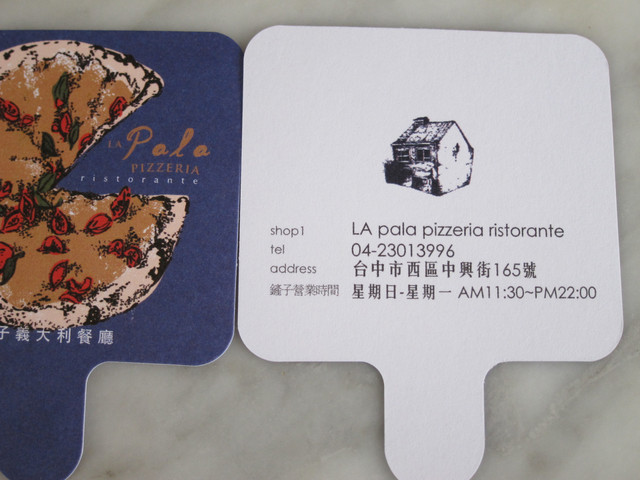 LA Pala
PIZZERIA
ristorante
子義大利餐廳
shop1 LA pala pizzeria ristorante
tel 04-23013996
address 台中市西區中興街165號
鏟子營業時間 星期日-星期一 AM11:30~PM22:00